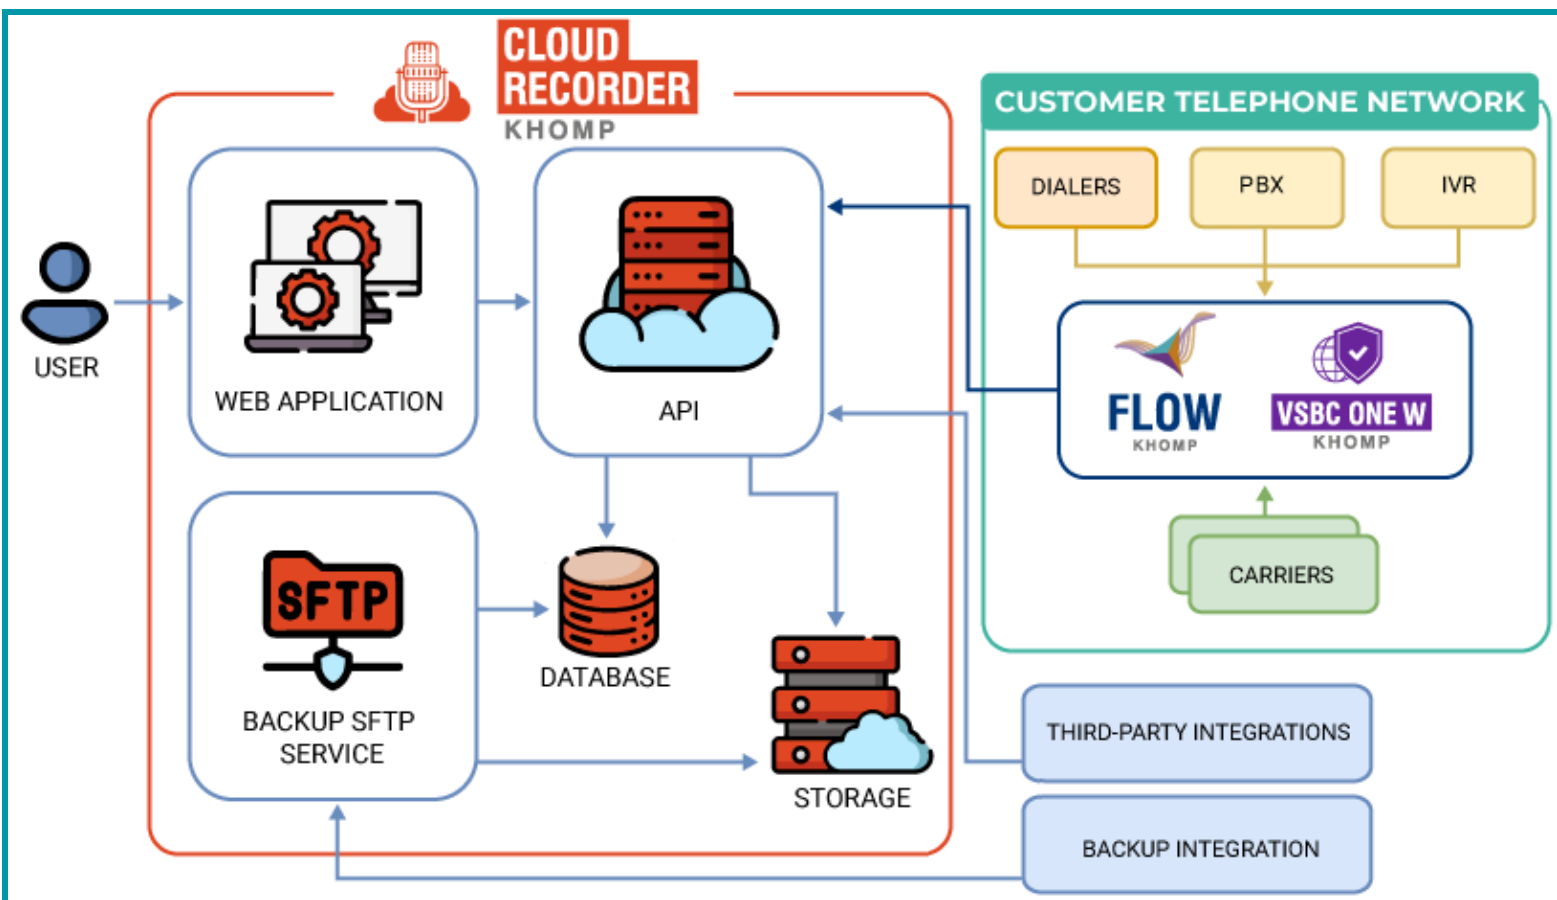 CLOUD
RECORDER
KHOMP
CUSTOMER TELEPHONE NETWORK
DIALERS
PBX
IVR
USER
WEB APPLICATION
API
FLOW
KHOMP
VSBC ONE W
KHOMP
CARRIERS
SFTP
BACKUP SFTP
SERVICE
DATABASE
STORAGE
THIRD-PARTY INTEGRATIONS
BACKUP INTEGRATION